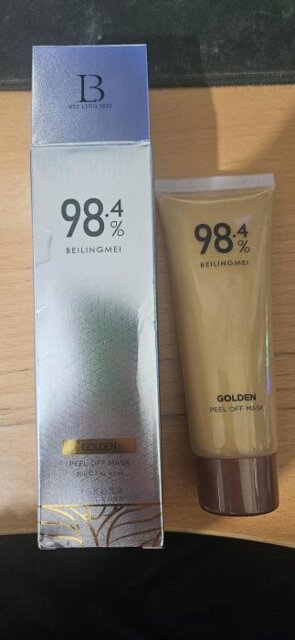 B
BEI LING MEI
98.4%
BEILINGMEI
GOLDEN
PEEL OFF MASK
98.4%
BEILINGMEI
GOLDEN
PEEL OFF MASK